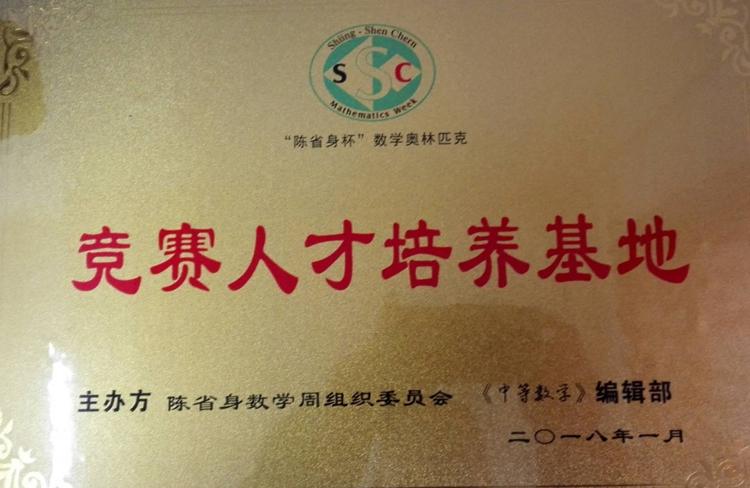 Shiing - Shen Chern
S S C
Mathematics Week
“陈省身杯”数学奥林匹克
竞赛人才培养基地
主办方 陈省身数学周组织委员会 《中等数学》编辑部
二〇一八年一月